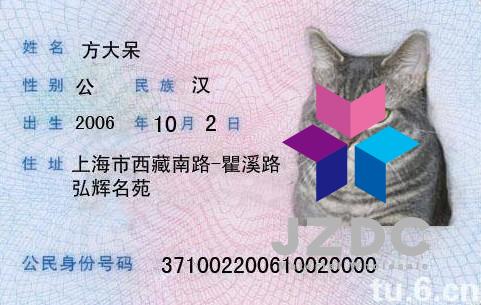 姓名 方大呆
性别 公 民族 汉
出生 2006 年 10 月 2 日
住址 上海市西藏南路-瞿溪路
弘辉名苑
JZDC
公民身份号码 371002200610020000
tu.6.cn